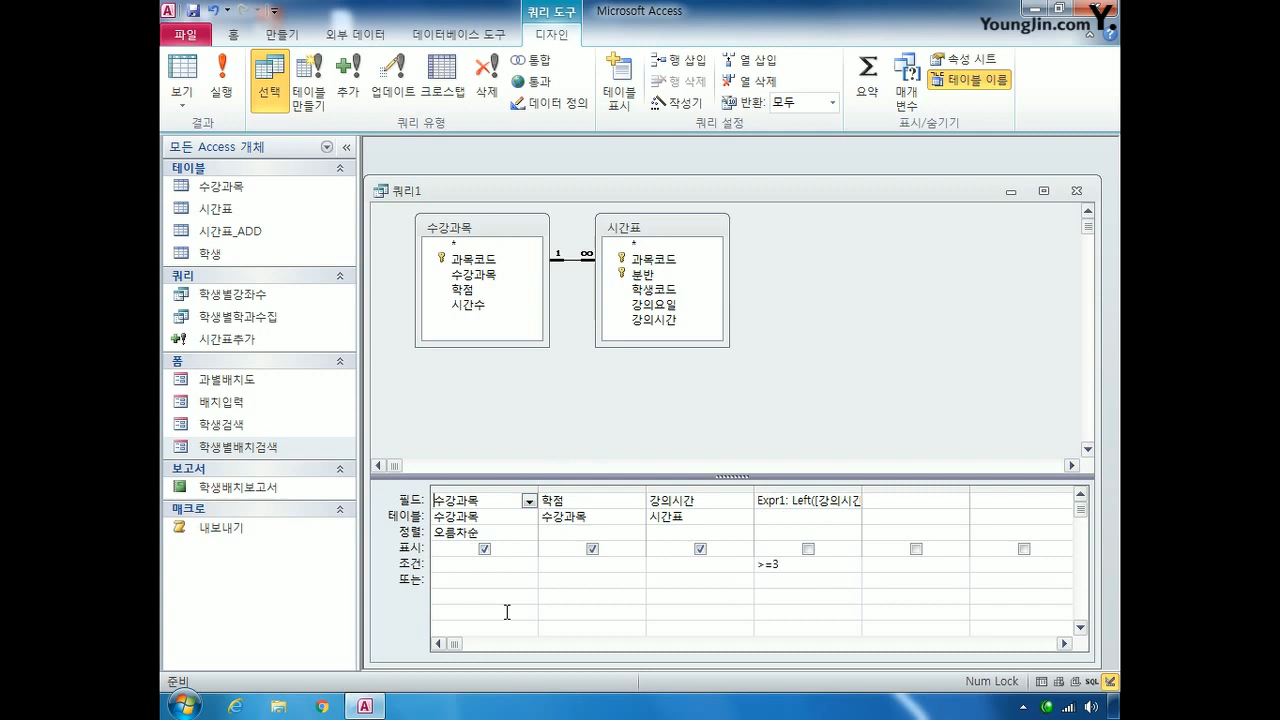 쿼리 도구 Microsoft Access
YoungJin.com Y.
파일 홈 만들기 외부 데이터 데이터베이스 도구 디자인
보기 실행 선택 테이블 만들기 추가 업데이트 크로스탭 삭제 통합 통과 데이터 정의
테이블 표시 행 삽입 행 삭제 작성기 열 삽입 열 삭제 반환: 모두
요약 매개 변수 속성 시트 테이블 이름
결과 쿼리 유형 쿼리 설정 표시/숨기기
모든 Access 개체
테이블
수강과목
시간표
시간표_ADD
학생
쿼리
학생별강좌수
학생별학과수집
시간표추가
폼
과별배치도
배치입력
학생검색
학생별배치검색
보고서
학생배치보고서
매크로
내보내기
쿼리1
수강과목
*
과목코드
수강과목
학점
시간수
1 ∞
시간표
*
과목코드
분반
학생코드
강의요일
강의시간
필드: 수강과목 학점 강의시간 Expr1: Left([강의시간
테이블: 수강과목 수강과목 시간표
정렬: 오름차순
표시:
조건: >=3
또는:
준비 Num Lock SQL